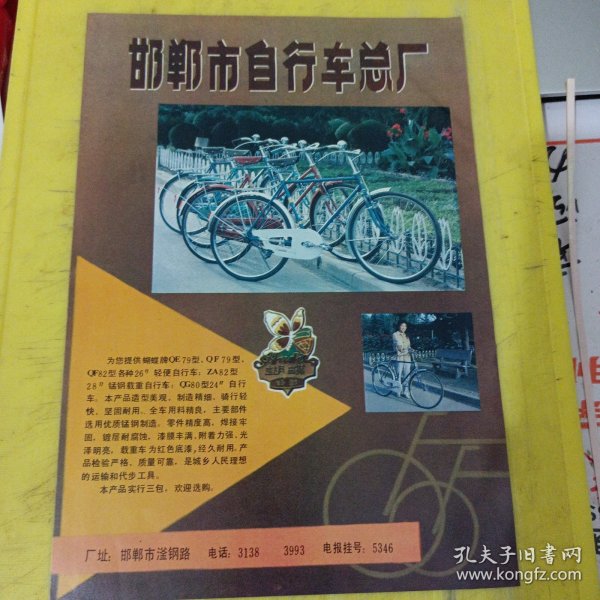 邯郸市自行车总厂
为您提供蝴蝶牌QE79型，QF79型，
QF82型各种26″轻便自行车；ZA82型
28″锰钢载重自行车；QG80型24″自行
车。本产品造型美观，制造精细，骑行轻
快，坚固耐用。全车用料精良，主要部件
选用优质锰钢制造。零件精度高，焊接牢
固，镀层耐腐蚀，漆膜丰满，附着力强、光
泽明亮。载重车为红色底漆，经久耐用。产
品检验严格、质量可靠，是城乡人民理想
的运输和代步工具。
本产品实行三包，欢迎选购。
厂址：邯郸市滏钢路 电话：3138 3993 电报挂号：5346
孔夫子旧书网
www.kongfz.com